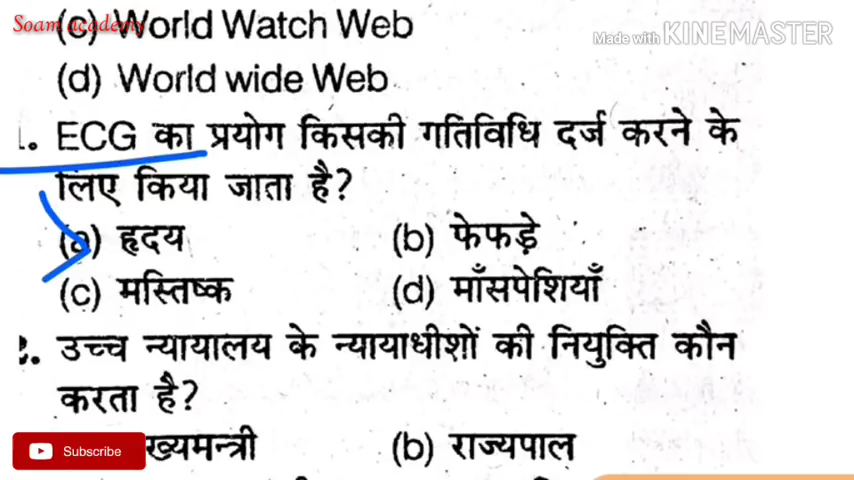 Soam academy
(c) World Watch Web
Made with KINEMASTER
(d) World wide Web
ECG का प्रयोग किसकी गतिविधि दर्ज करने के
लिए किया जाता है?
(a) हृदय (b) फेफड़े
(c) मस्तिष्क (d) माँसपेशियाँ
उच्च न्यायालय के न्यायाधीशों की नियुक्ति कौन
करता है?
Subscribe ख्यमन्त्री (b) राज्यपाल